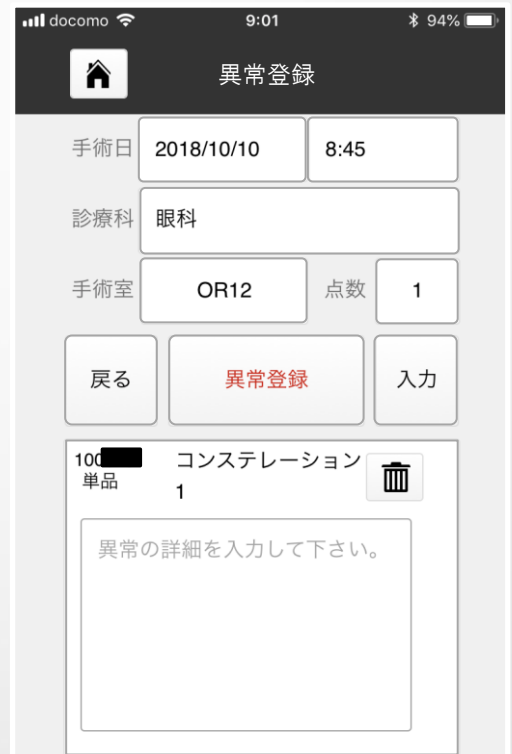 docomo 9:01 94%
異常登録
手術日 2018/10/10 8:45
診療科 眼科
手術室 OR12 点数 1
戻る 異常登録 入力
100 コンステレーション
単品 1
異常の詳細を入力して下さい。